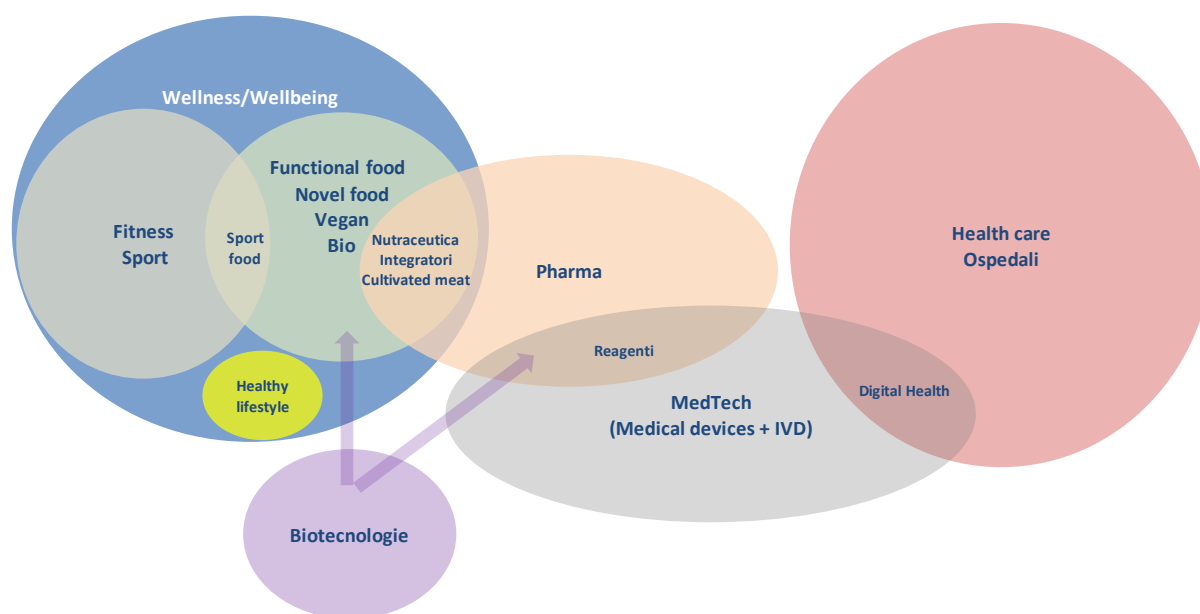 Wellness/Wellbeing
Fitness
Sport
Sport
food
Functional food
Novel food
Vegan
Bio
Nutraceutica
Integratori
Cultivated meat
Pharma
Health care
Ospedali
Reagenti
Digital Health
MedTech
(Medical devices + IVD)
Healthy
lifestyle
Biotecnologie